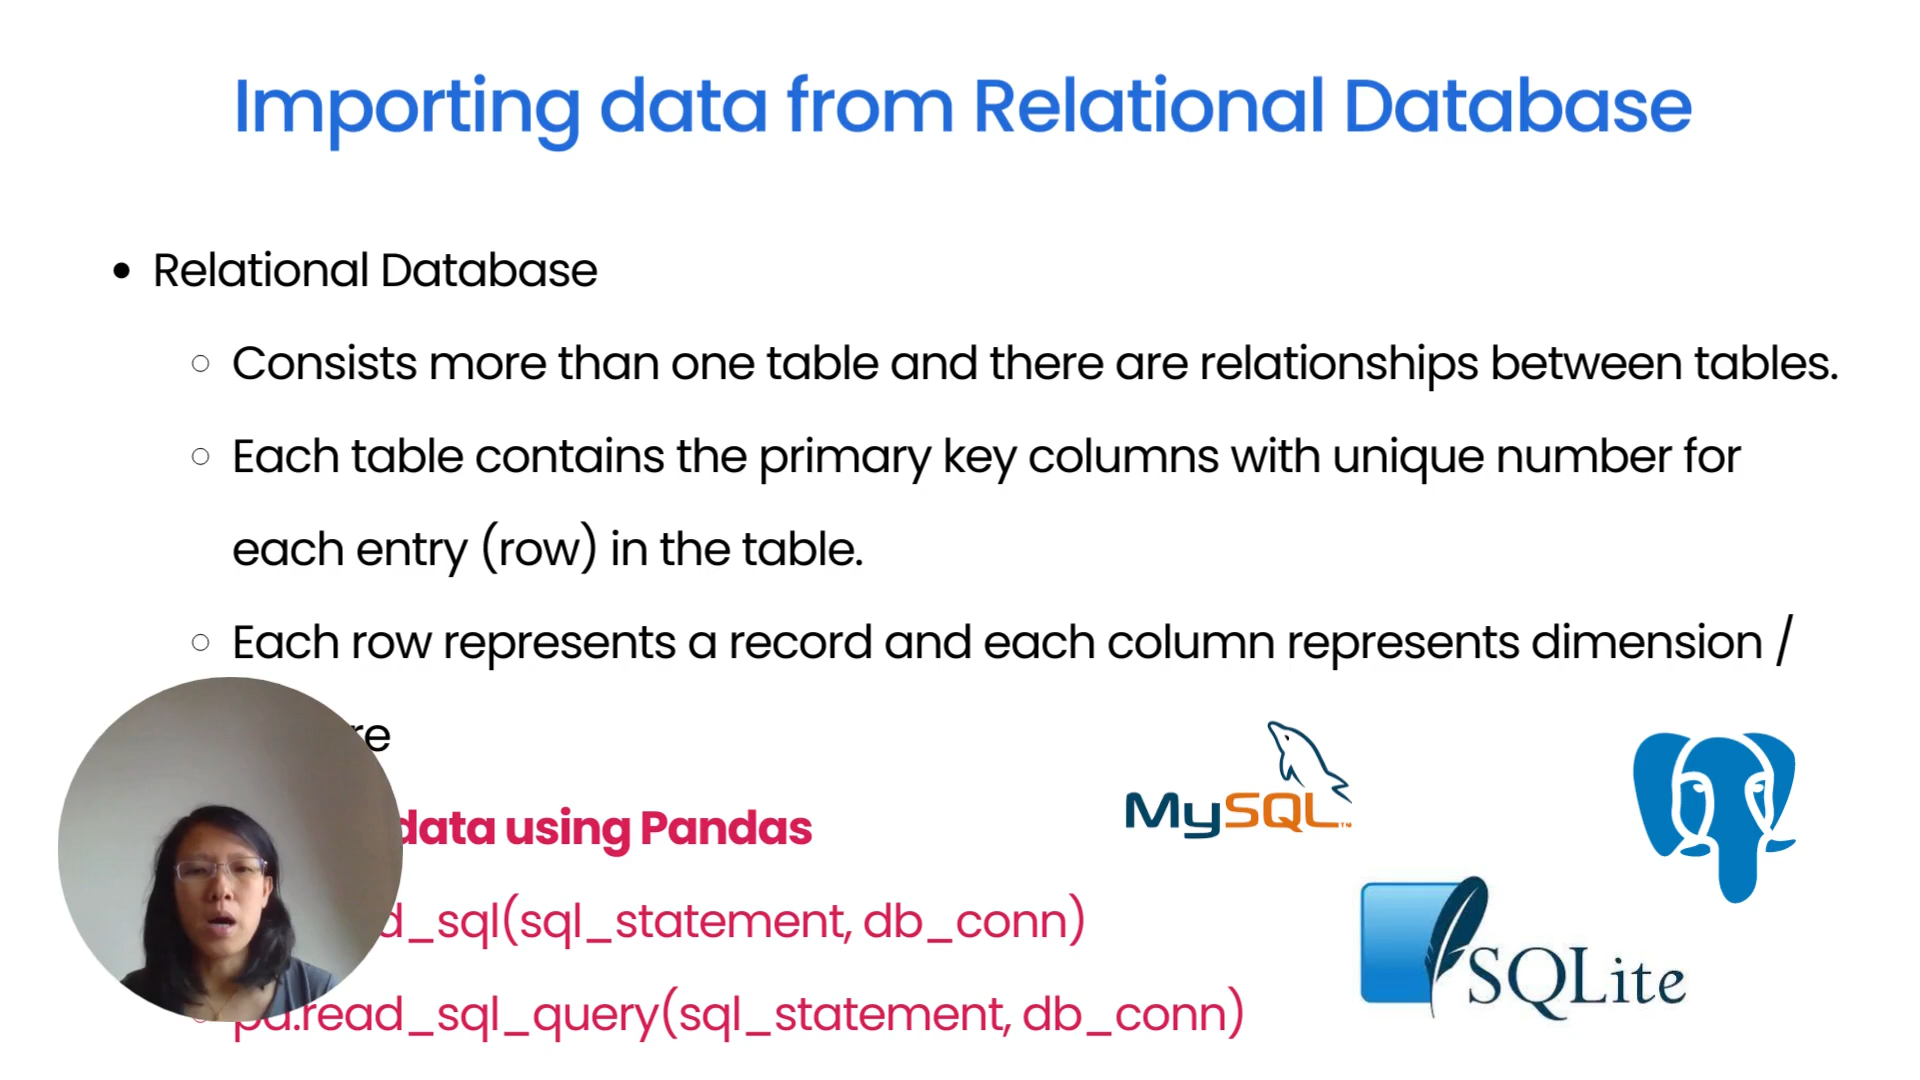 Importing data from Relational Database
Relational Database
Consists more than one table and there are relationships between tables.
Each table contains the primary key columns with unique number for
each entry (row) in the table.
Each row represents a record and each column represents dimension /
re
data using Pandas
d_sql(sql_statement, db_conn)
pd.read_sql_query(sql_statement, db_conn)
MySQL™
SQLite